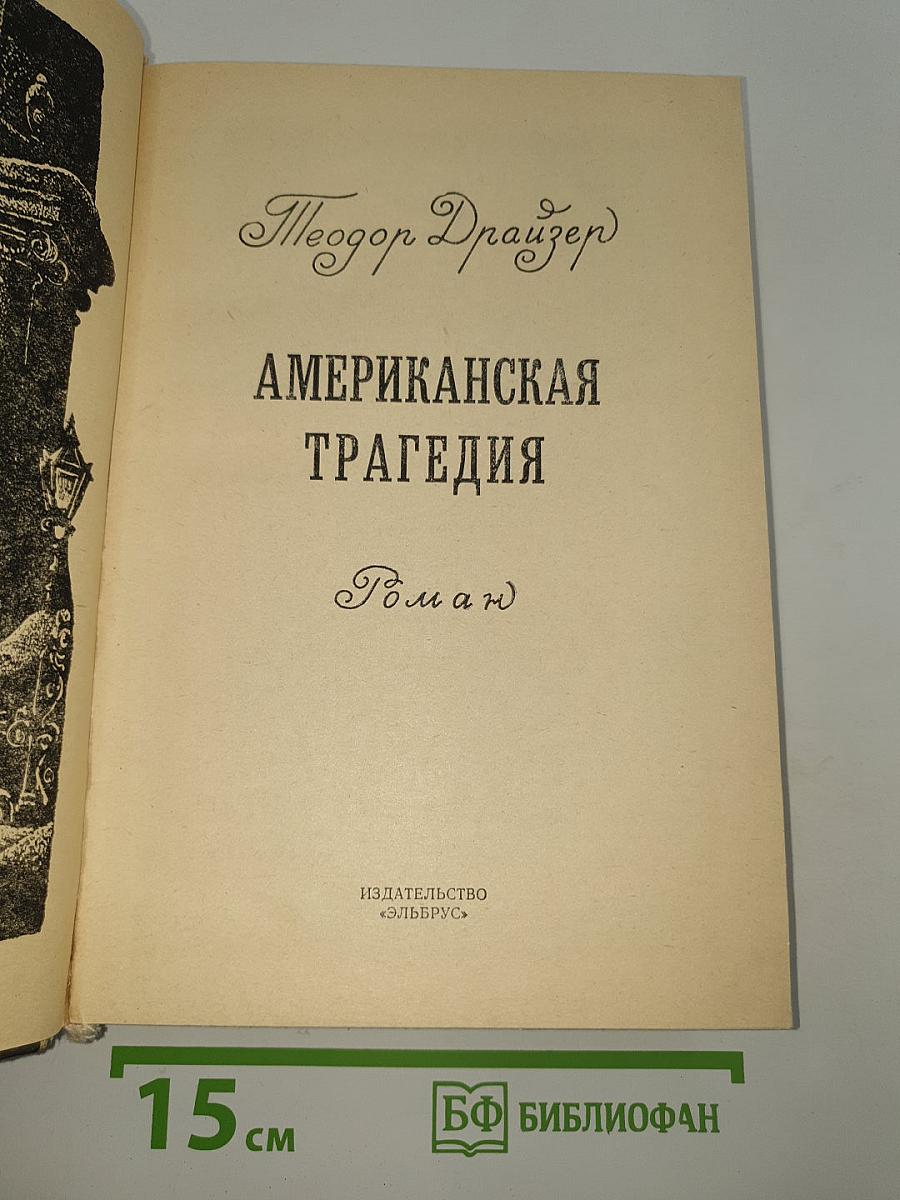 Теодор Драйзер
АМЕРИКАНСКАЯ
ТРАГЕДИЯ
Роман
ИЗДАТЕЛЬСТВО
«ЭЛЬБРУС»
15 см
БФ БИБЛИОФАН